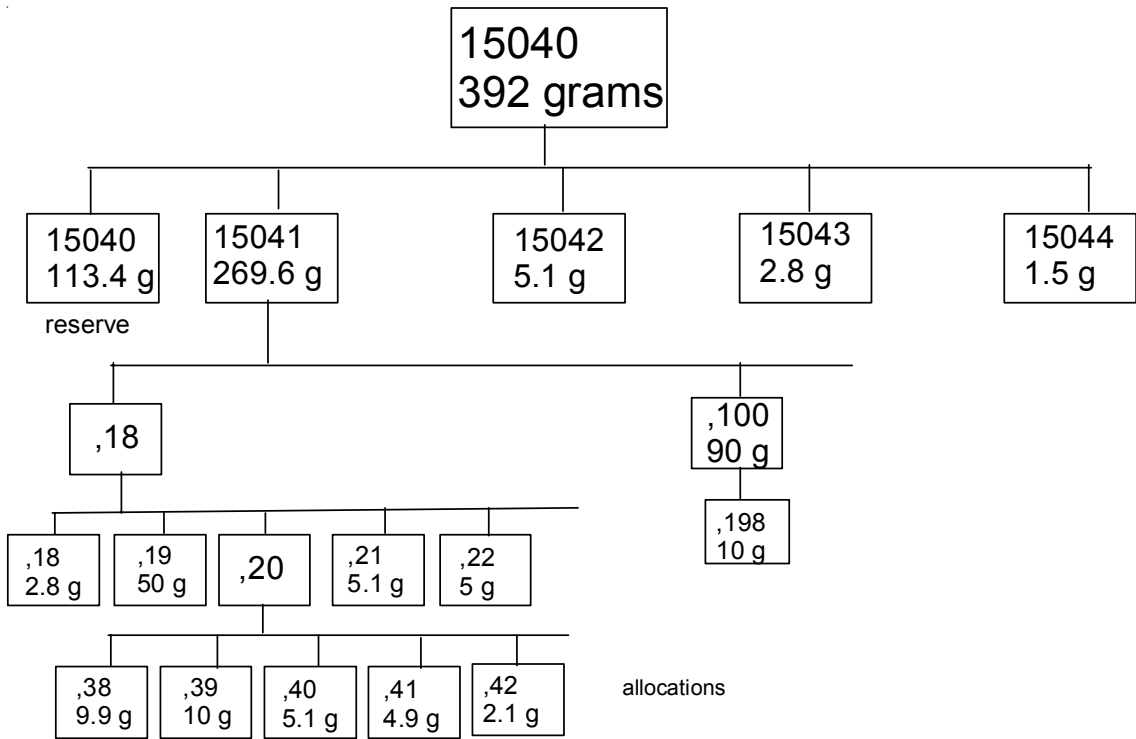 15040
392 grams
15040
113.4 g
reserve
15041
269.6 g
15042
5.1 g
15043
2.8 g
15044
1.5 g
,18
,100
90 g
,198
10 g
,18
2.8 g
,19
50 g
,20
,21
5.1 g
,22
5 g
,38
9.9 g
,39
10 g
,40
5.1 g
,41
4.9 g
,42
2.1 g
allocations